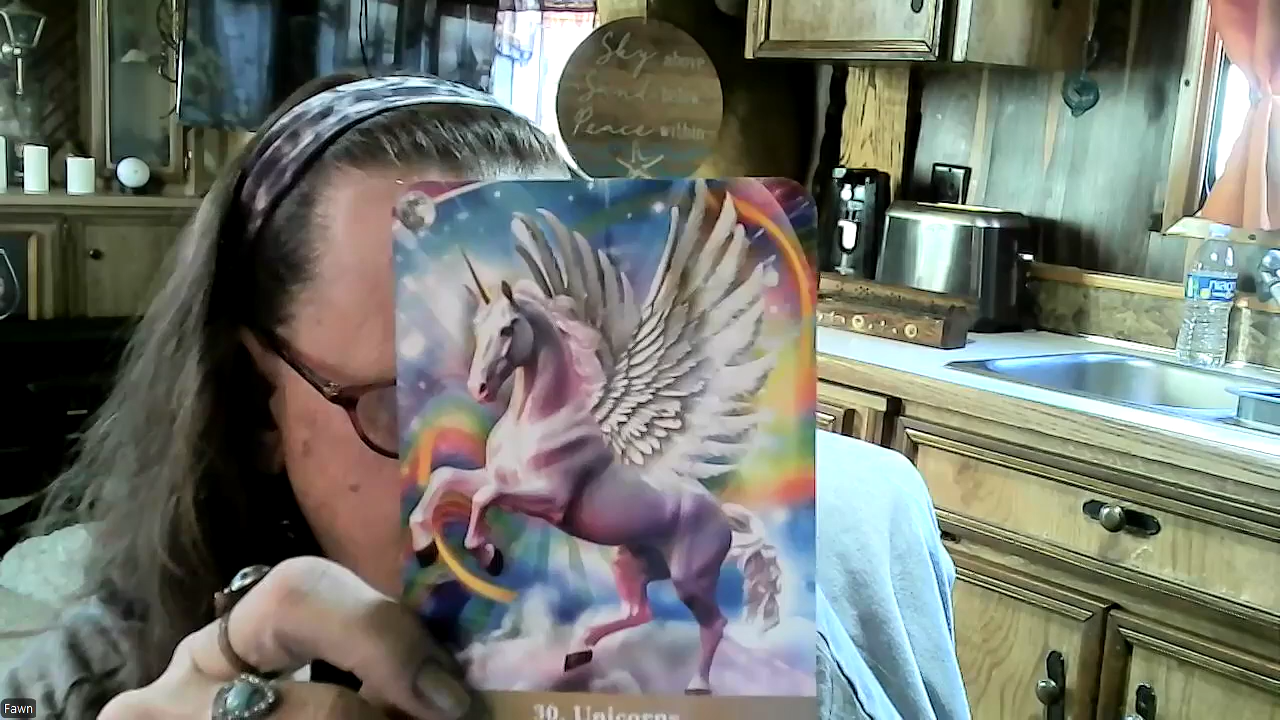 Sky above
Sand below
Peace within
30. Unicorns
Fawn